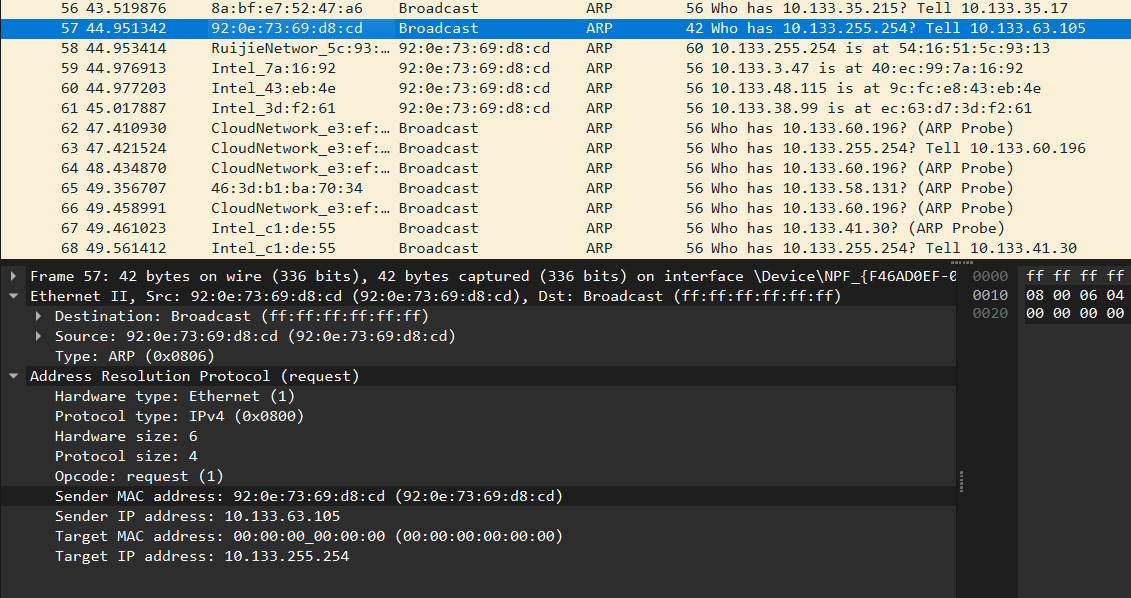 56 43.519876 8a:bf:e7:52:47:a6 Broadcast ARP 56 Who has 10.133.35.215? Tell 10.133.35.17
57 44.951342 92:0e:73:69:d8:cd Broadcast ARP 42 Who has 10.133.255.254? Tell 10.133.63.105
58 44.953414 RuijieNetwor_5c:93:… 92:0e:73:69:d8:cd ARP 60 10.133.255.254 is at 54:16:51:5c:93:13
59 44.976913 Intel_7a:16:92 92:0e:73:69:d8:cd ARP 56 10.133.3.47 is at 40:ec:99:7a:16:92
60 44.977203 Intel_43:eb:4e 92:0e:73:69:d8:cd ARP 56 10.133.48.115 is at 9c:fc:e8:43:eb:4e
61 45.017887 Intel_3d:f2:61 92:0e:73:69:d8:cd ARP 56 10.133.38.99 is at ec:63:d7:3d:f2:61
62 47.410930 CloudNetwork_e3:ef:… Broadcast ARP 56 Who has 10.133.60.196? (ARP Probe)
63 47.421524 CloudNetwork_e3:ef:… Broadcast ARP 56 Who has 10.133.255.254? Tell 10.133.60.196
64 48.434870 CloudNetwork_e3:ef:… Broadcast ARP 56 Who has 10.133.60.196? (ARP Probe)
65 49.356707 46:3d:b1:ba:70:34 Broadcast ARP 56 Who has 10.133.58.131? (ARP Probe)
66 49.458991 CloudNetwork_e3:ef:… Broadcast ARP 56 Who has 10.133.60.196? (ARP Probe)
67 49.461023 Intel_c1:de:55 Broadcast ARP 56 Who has 10.133.41.30? (ARP Probe)
68 49.561412 Intel_c1:de:55 Broadcast ARP 56 Who has 10.133.255.254? Tell 10.133.41.30
Frame 57: 42 bytes on wire (336 bits), 42 bytes captured (336 bits) on interface \Device\NPF_{F46AD0EF-0
Ethernet II, Src: 92:0e:73:69:d8:cd (92:0e:73:69:d8:cd), Dst: Broadcast (ff:ff:ff:ff:ff:ff)
Destination: Broadcast (ff:ff:ff:ff:ff:ff)
Source: 92:0e:73:69:d8:cd (92:0e:73:69:d8:cd)
Type: ARP (0x0806)
Address Resolution Protocol (request)
Hardware type: Ethernet (1)
Protocol type: IPv4 (0x0800)
Hardware size: 6
Protocol size: 4
Opcode: request (1)
Sender MAC address: 92:0e:73:69:d8:cd (92:0e:73:69:d8:cd)
Sender IP address: 10.133.63.105
Target MAC address: 00:00:00_00:00:00 (00:00:00:00:00:00)
Target IP address: 10.133.255.254
0000 ff ff ff ff
0010 08 00 06 04
0020 00 00 00 00